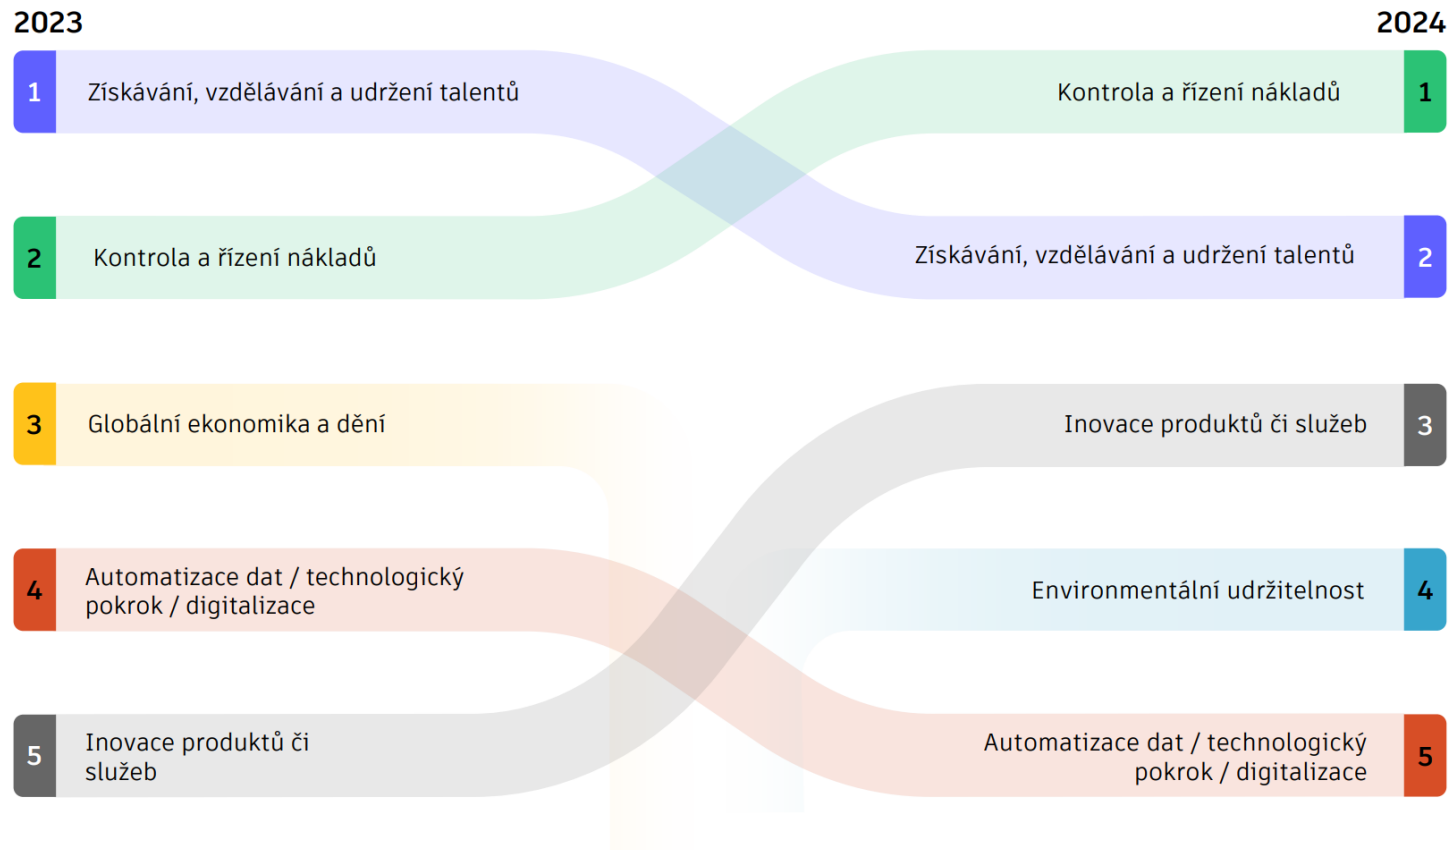 2023
2024
1
Získávání, vzdělávání a udržení talentů
Kontrola a řízení nákladů
1
2
Kontrola a řízení nákladů
Získávání, vzdělávání a udržení talentů
2
3
Globální ekonomika a dění
Inovace produktů či služeb
3
4
Automatizace dat / technologický
pokrok / digitalizace
Environmentální udržitelnost
4
5
Inovace produktů či
služeb
Automatizace dat / technologický
pokrok / digitalizace
5